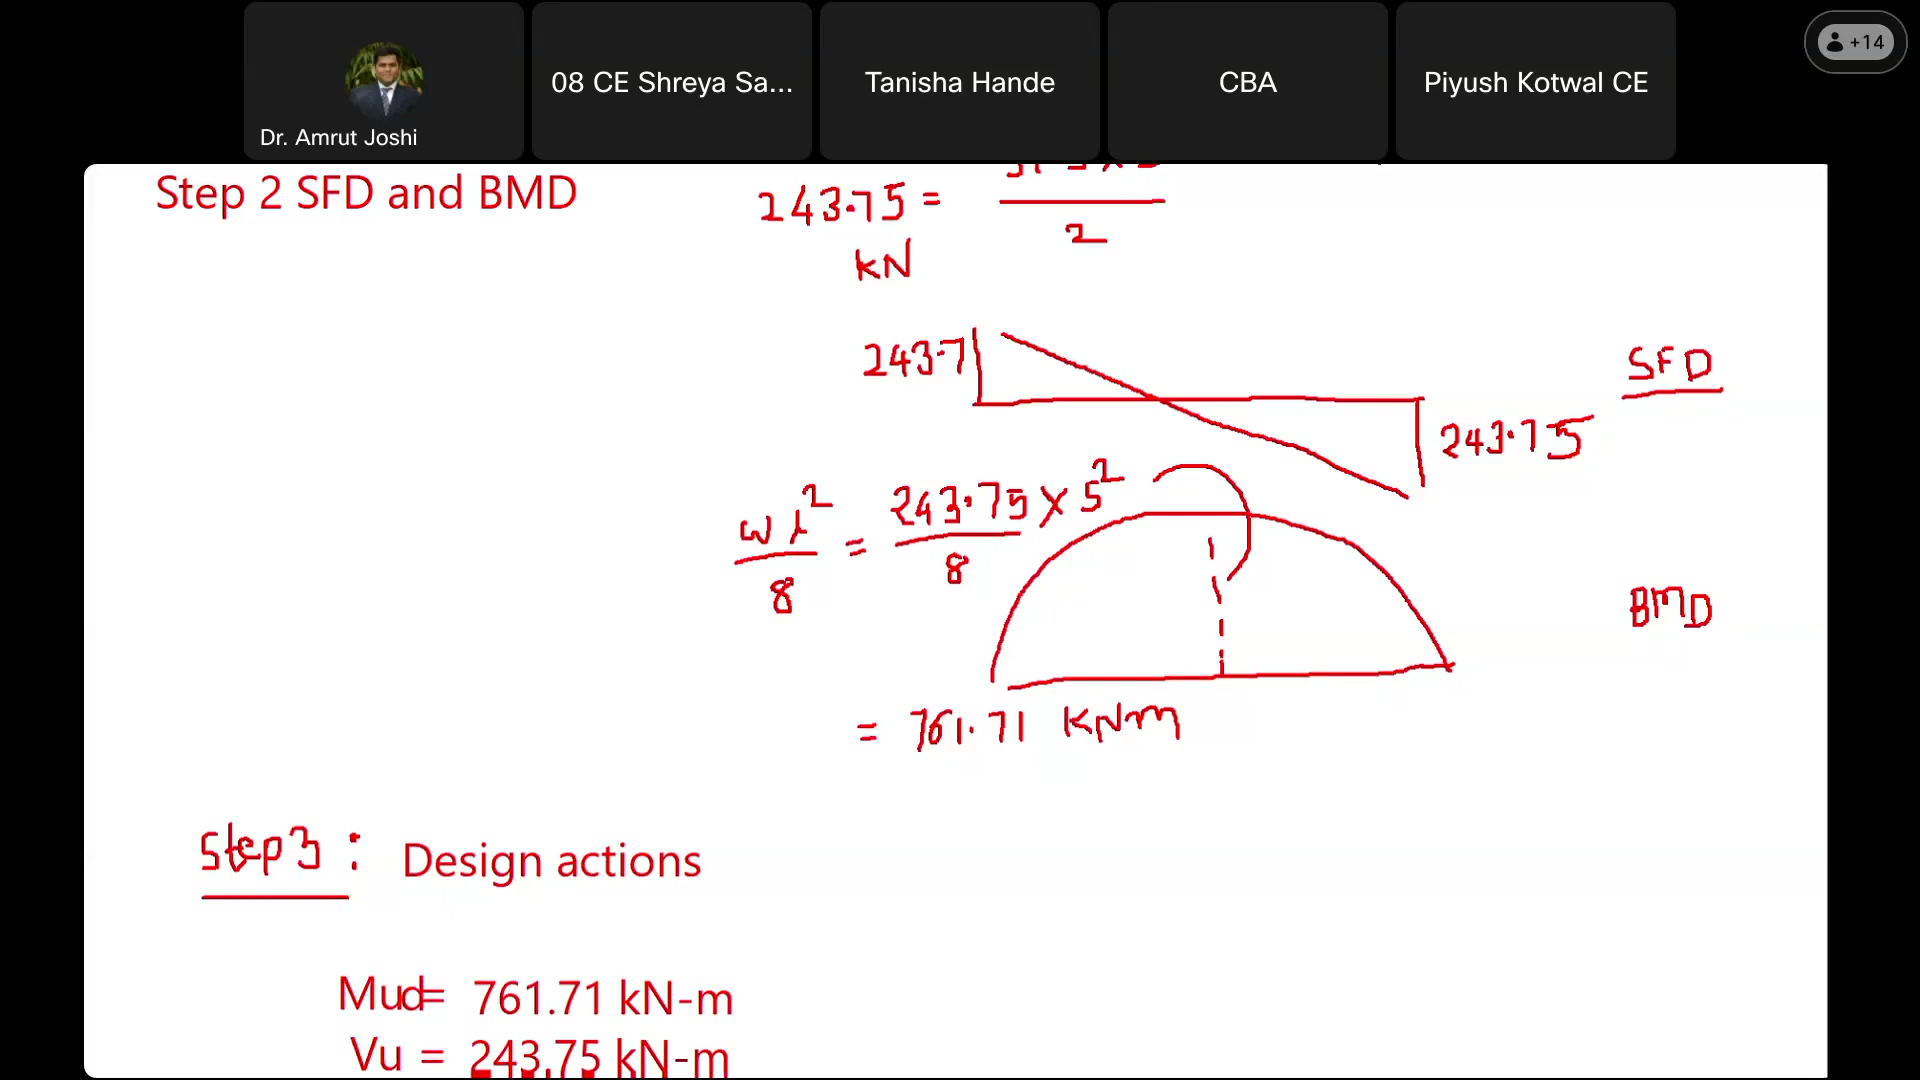 +14
08 CE Shreya Sa...
Tanisha Hande
CBA
Piyush Kotwal CE
Dr. Amrut Joshi
Step 2 SFD and BMD
243.75 =
2
KN
243.7
SFD
243.75
wl² / 8 = 243.75 × 5² / 8
BMD
= 761.71 KNm
Step 3 : Design actions
Mud= 761.71 kN-m
Vu = 243.75 kN-m